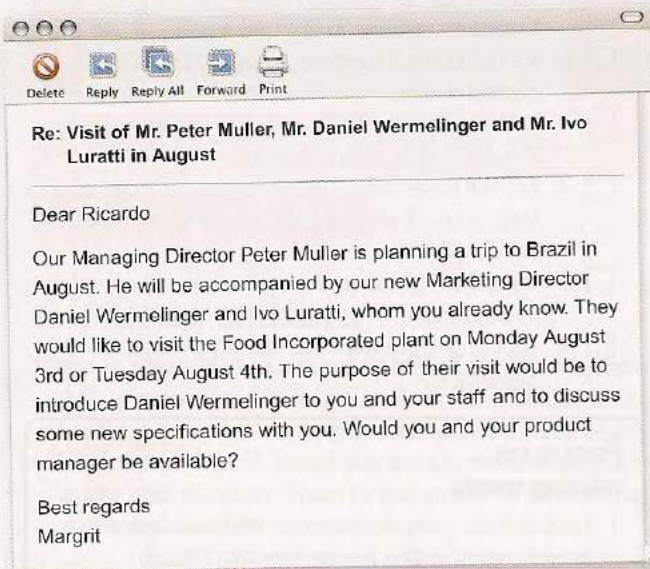 Delete Reply Reply All Forward Print
Re: Visit of Mr. Peter Muller, Mr. Daniel Wermelinger and Mr. Ivo
Luratti in August
Dear Ricardo
Our Managing Director Peter Muller is planning a trip to Brazil in
August. He will be accompanied by our new Marketing Director
Daniel Wermelinger and Ivo Luratti, whom you already know. They
would like to visit the Food Incorporated plant on Monday August
3rd or Tuesday August 4th. The purpose of their visit would be to
introduce Daniel Wermelinger to you and your staff and to discuss
some new specifications with you. Would you and your product
manager be available?
Best regards
Margrit